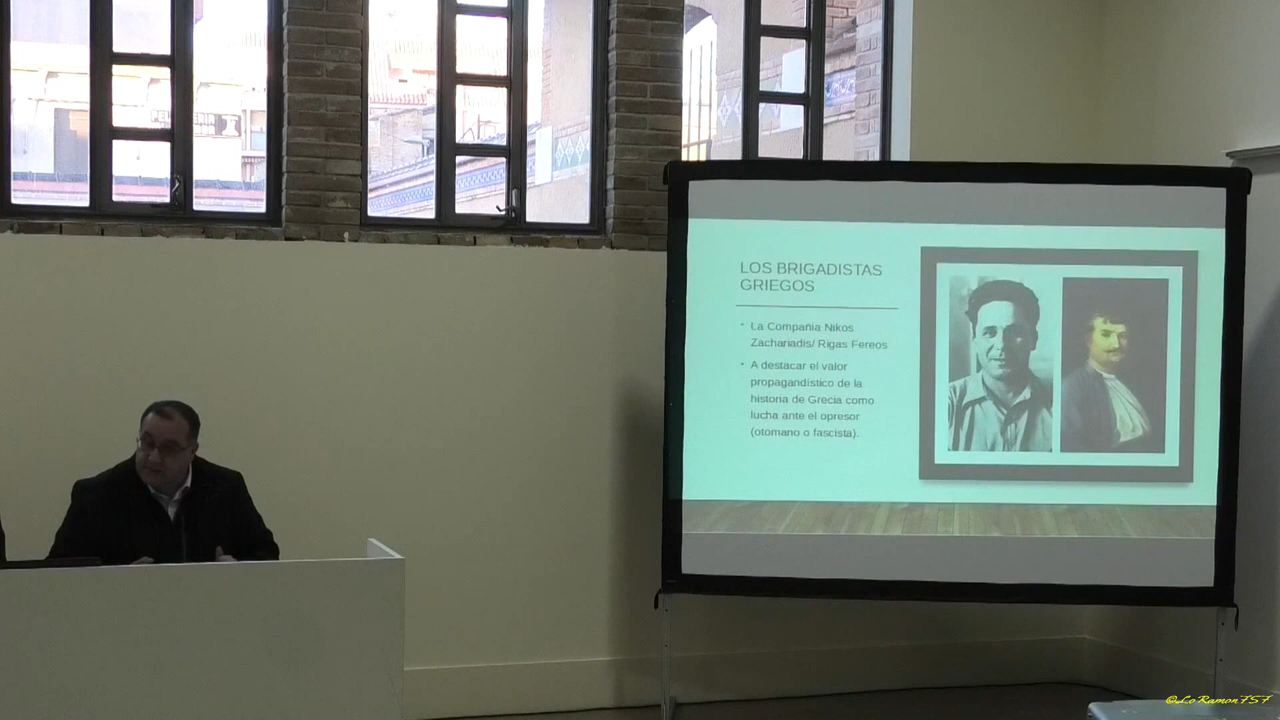 LOS BRIGADISTAS
GRIEGOS
• La Compañía Nikos
Zachariadis/ Rigas Fereos
• A destacar el valor
propagandístico de la
historia de Grecia como
lucha ante el opresor
(otomano o fascista).
@LoRamon757